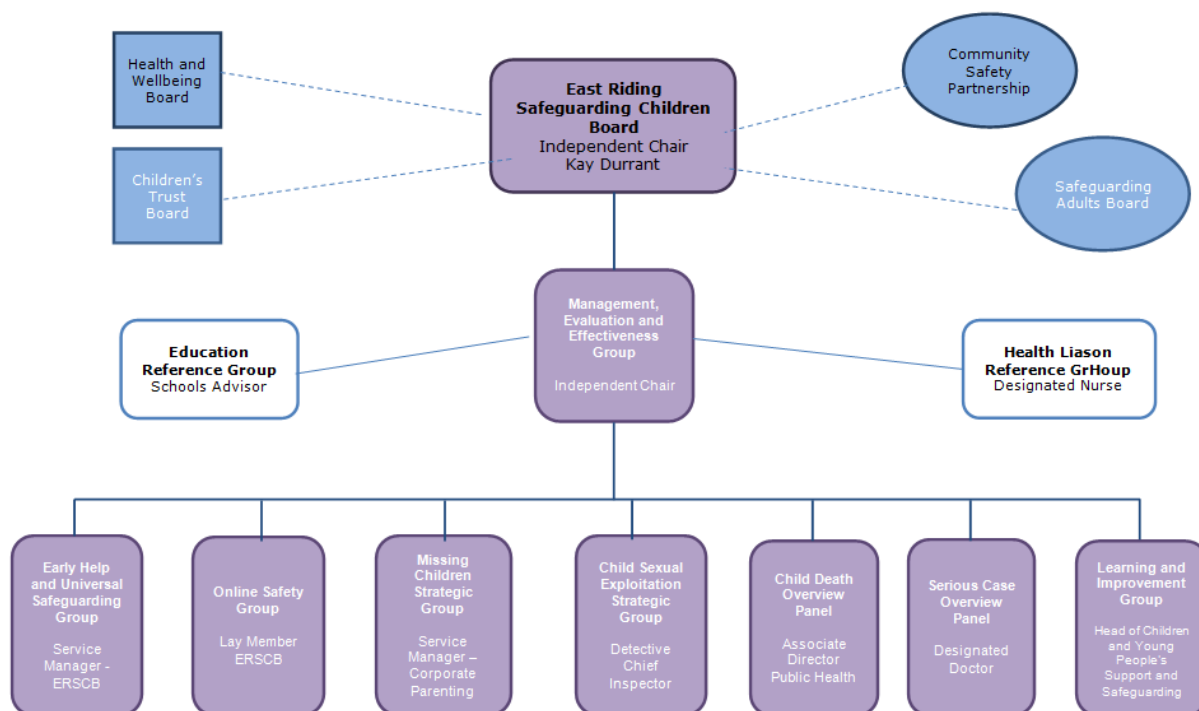 Health and
Wellbeing
Board
East Riding
Safeguarding Children
Board
Independent Chair
Kay Durrant
Community
Safety
Partnership
Children's
Trust
Board
Safeguarding
Adults Board
Management,
Evaluation and
Effectiveness
Group
Independent Chair
Education
Reference Group
Schools Advisor
Health Liason
Reference GrHoup
Designated Nurse
Early Help
and Universal
Safeguarding
Group
Service
Manager -
ERSCB
Online Safety
Group
Lay Member
ERSCB
Missing
Children
Strategic Group
Service
Manager –
Corporate
Parenting
Child Sexual
Exploitation
Strategic
Group
Detective
Chief
Inspector
Child Death
Overview
Panel
Associate
Director
Public Health
Serious Case
Overview
Panel
Designated
Doctor
Learning and
Improvement
Group
Head of Children
and Young
People's
Support and
Safeguarding